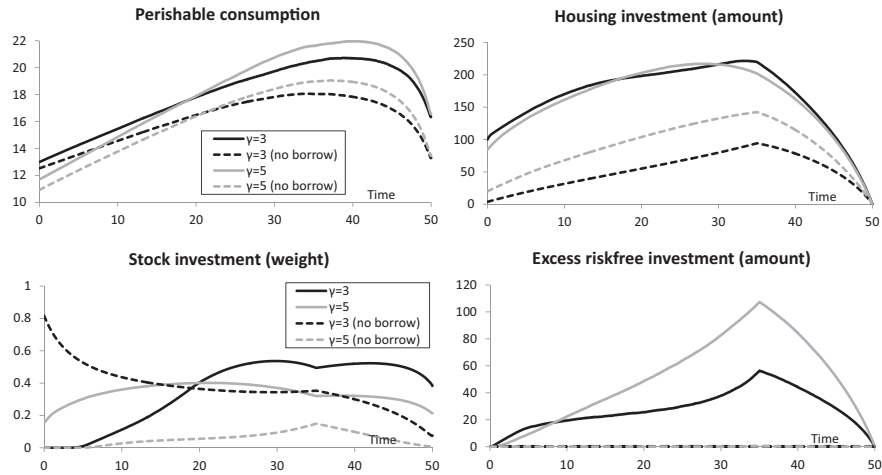 Perishable consumption
22
20
18
16
14
12
10
γ=3
γ=3 (no borrow)
γ=5
γ=5 (no borrow)
Time
0 10 20 30 40 50
Housing investment (amount)
250
200
150
100
50
0
Time
0 10 20 30 40 50
Stock investment (weight)
1
0.8
0.6
0.4
0.2
0
γ=3
γ=5
γ=3 (no borrow)
γ=5 (no borrow)
Time
0 10 20 30 40 50
Excess riskfree investment (amount)
120
100
80
60
40
20
0
Time
0 10 20 30 40 50